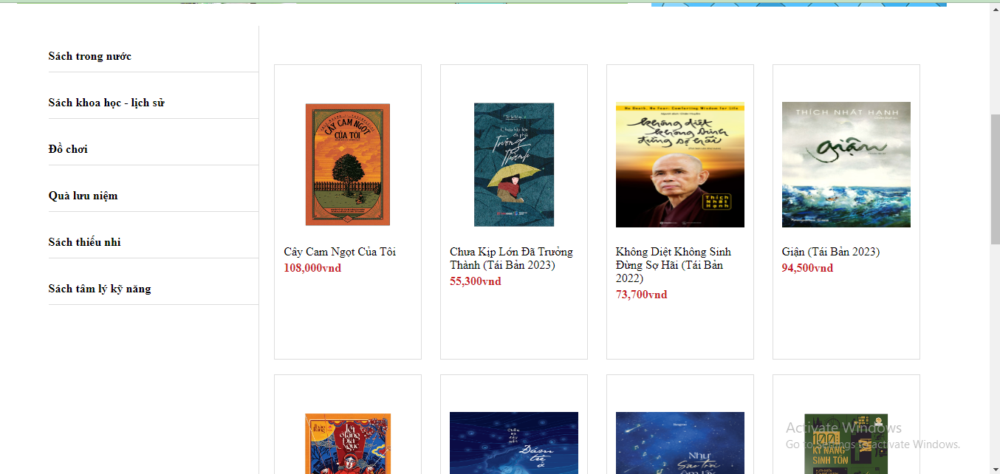 Sách trong nước
Sách khoa học - lịch sử
Đồ chơi
Quà lưu niệm
Sách thiếu nhi
Sách tâm lý kỹ năng
CÂY CAM NGỌT
CỦA TÔI
Cây Cam Ngọt Của Tôi
108,000vnd
Chưa kịp lớn
đã phải
Trưởng
Thành
Chưa Kịp Lớn Đã Trưởng
Thành (Tái Bản 2023)
55,300vnd
No Death, No Fear: Comforting Wisdom for life
không diệt
không sinh
đừng sợ hãi
Thích
Nhất
Hạnh
Không Diệt Không Sinh
Đừng Sợ Hãi (Tái Bản
2022)
73,700vnd
THÍCH NHẤT HẠNH
giận
Giận (Tái Bản 2023)
94,500vnd
Đám
trẻ
ở
Như
Sao trời
100
KỸ NĂNG
SINH TỒN
Activate Windows
Go to Settings to activate Windows.